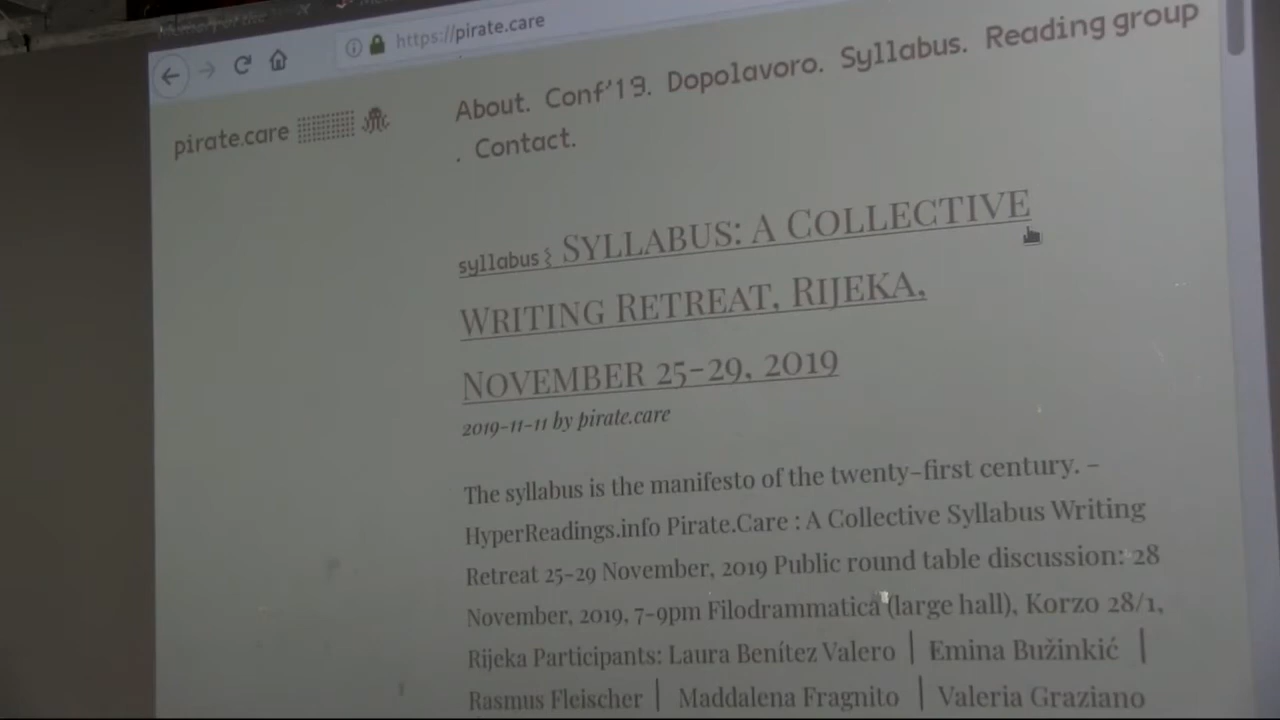 https://pirate.care
pirate.care
About. Conf'19. Dopolavoro. Syllabus. Reading group
. Contact.
syllabus⸾ SYLLABUS: A COLLECTIVE
WRITING RETREAT, RIJEKA,
NOVEMBER 25-29, 2019
2019-11-11 by pirate.care
The syllabus is the manifesto of the twenty-first century. –
HyperReadings.info Pirate.Care : A Collective Syllabus Writing
Retreat 25-29 November, 2019 Public round table discussion: 28
November, 2019, 7-9pm Filodrammatica (large hall), Korzo 28/1,
Rijeka Participants: Laura Benítez Valero | Emina Bužinkić |
Rasmus Fleischer | Maddalena Fragnito | Valeria Graziano